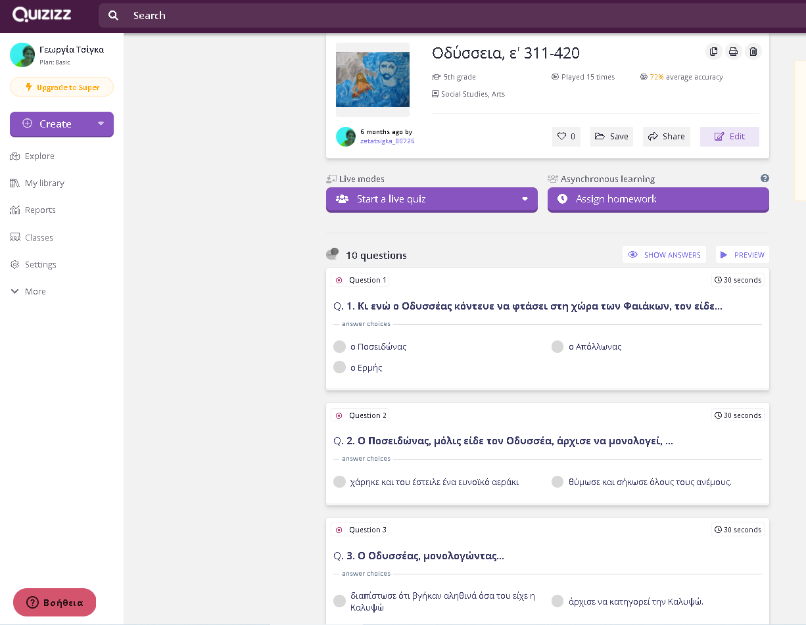 QUIZIZZ
Search
Γεωργία Τσίγκα
Plan: Basic
Upgrade to Super
Create
Explore
My library
Reports
Classes
Settings
More
Βοήθεια
Οδύσσεια, ε' 311-420
5th grade
Played 15 times
72% average accuracy
Social Studies, Arts
6 months ago by
zetatsigka_80736
0
Save
Share
Edit
Live modes
Asynchronous learning
Start a live quiz
Assign homework
10 questions
SHOW ANSWERS
PREVIEW
Question 1
30 seconds
Q. 1. Κι ενώ ο Οδυσσέας κόντευε να φτάσει στη χώρα των Φαιάκων, τον είδε...
answer choices
ο Ποσειδώνας
ο Απόλλωνας
ο Ερμής
Question 2
30 seconds
Q. 2. Ο Ποσειδώνας, μόλις είδε τον Οδυσσέα, άρχισε να μονολογεί, ...
answer choices
χάρηκε και του έστειλε ένα ευνοϊκό αεράκι
θύμωσε και σήκωσε όλους τους ανέμους.
Question 3
30 seconds
Q. 3. Ο Οδυσσέας, μονολογώντας...
answer choices
διαπίστωσε ότι βγήκαν αληθινά όσα του είχε η
Καλυψώ
άρχισε να κατηγορεί την Καλυψώ.